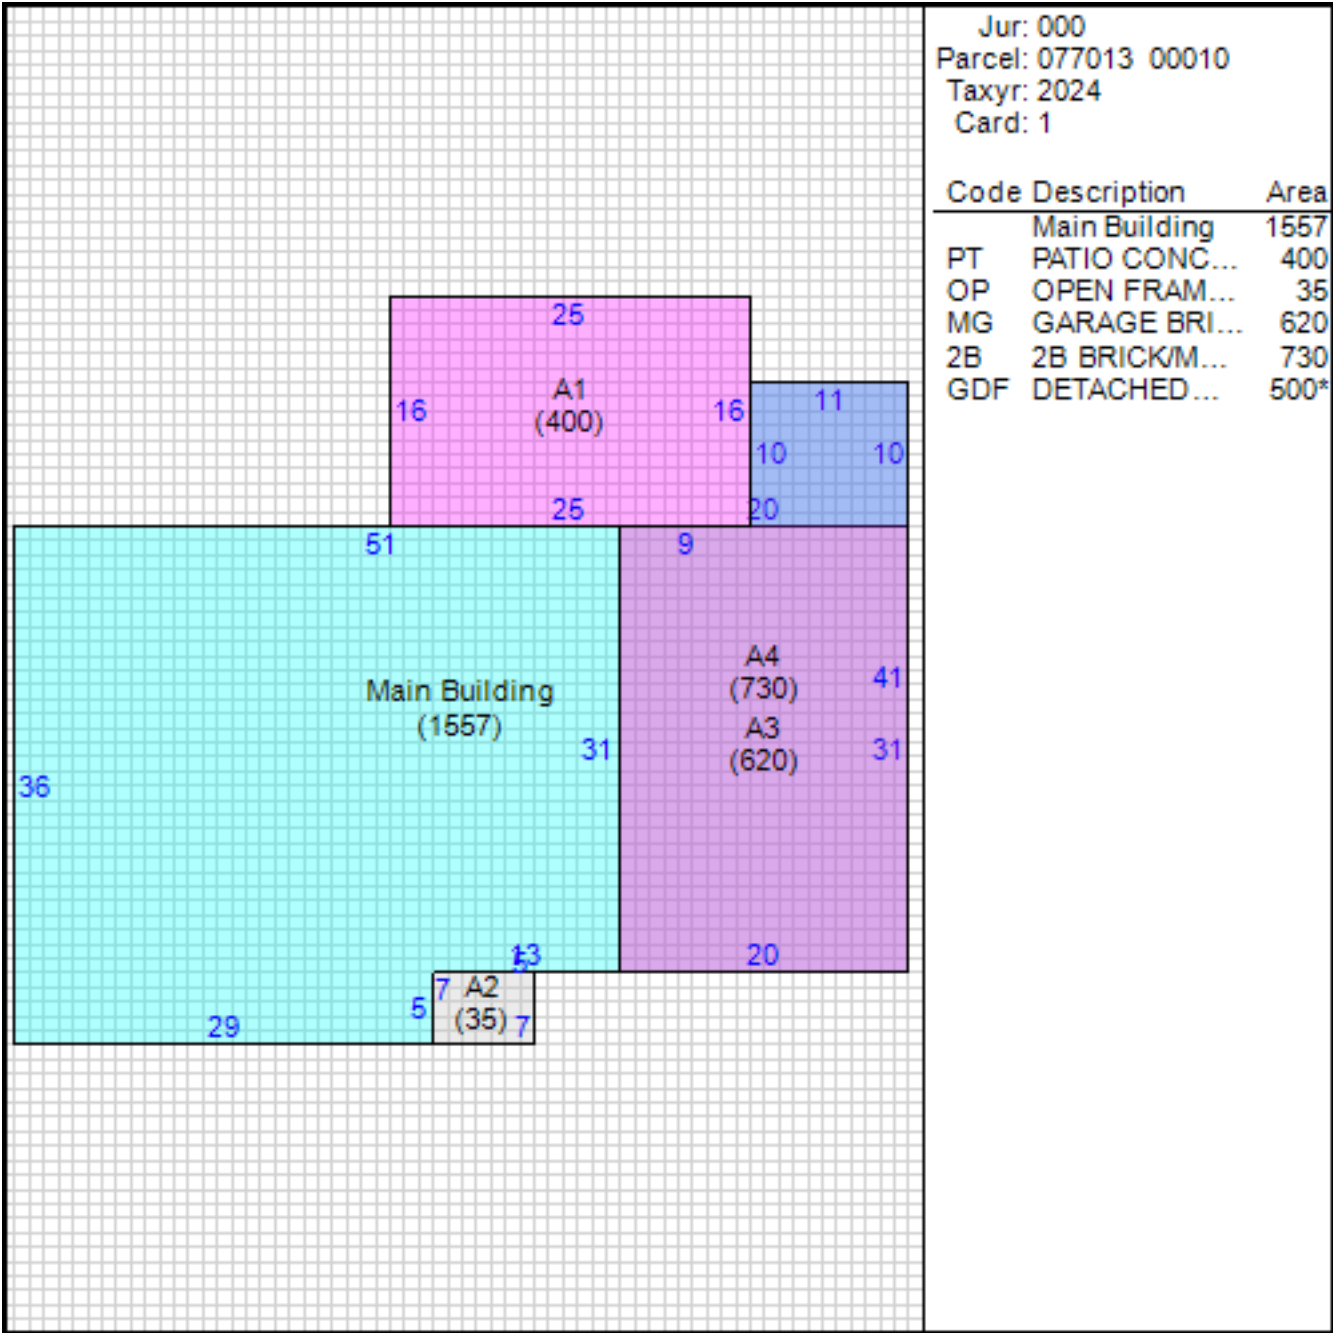 Jur: 000
Parcel: 077013 00010
Taxyr: 2024
Card: 1
Code Description Area
Main Building 1557
PT PATIO CONC... 400
OP OPEN FRAM... 35
MG GARAGE BRI... 620
2B 2B BRICK/M... 730
GDF DETACHED... 500*
25
A1
(400)
16
16
11
10
10
25
20
51
9
A4
(730)
41
Main Building
(1557)
A3
(620)
31
31
36
13
20
7
A2
(35)
5
7
29